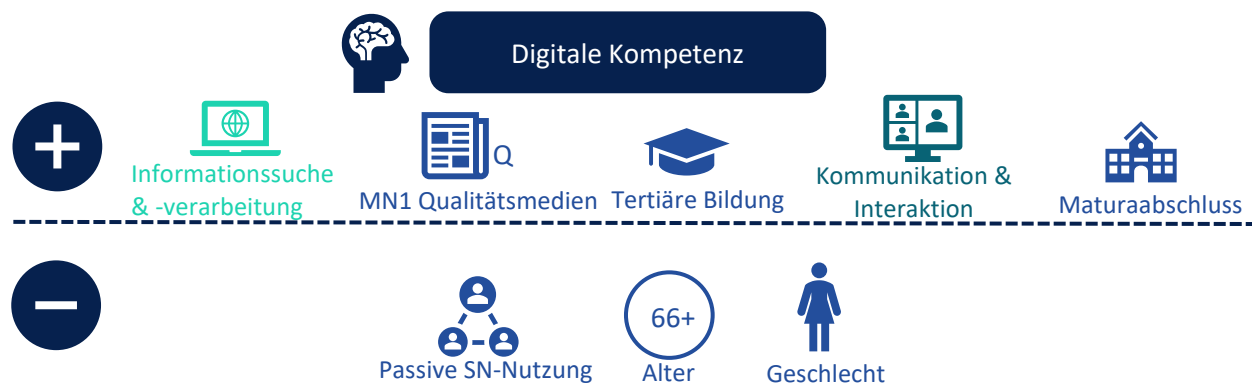 Digitale Kompetenz
Informationssuche
& -verarbeitung
Q
MN1 Qualitätsmedien
Tertiäre Bildung
Kommunikation &
Interaktion
Maturaabschluss
Passive SN-Nutzung
66+
Alter
Geschlecht